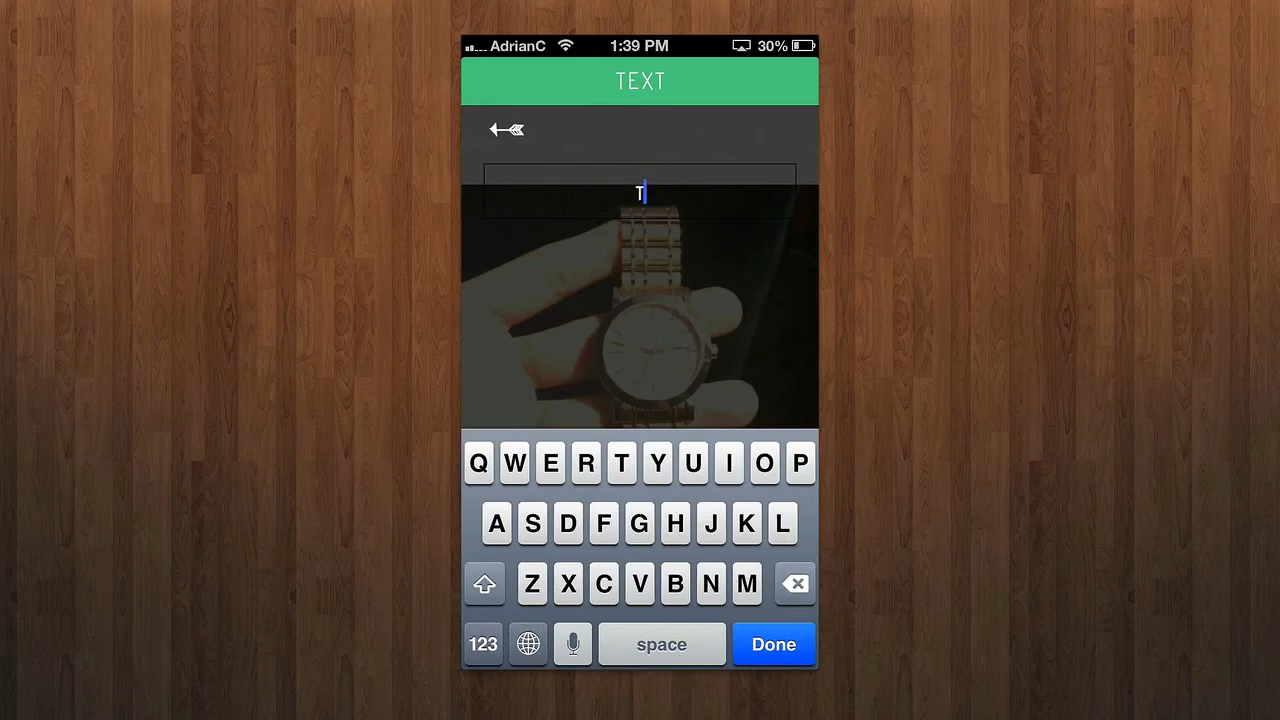 AdrianC 1:39 PM 30%
TEXT
T
Q W E R T Y U I O P
A S D F G H J K L
Z X C V B N M
123 space Done